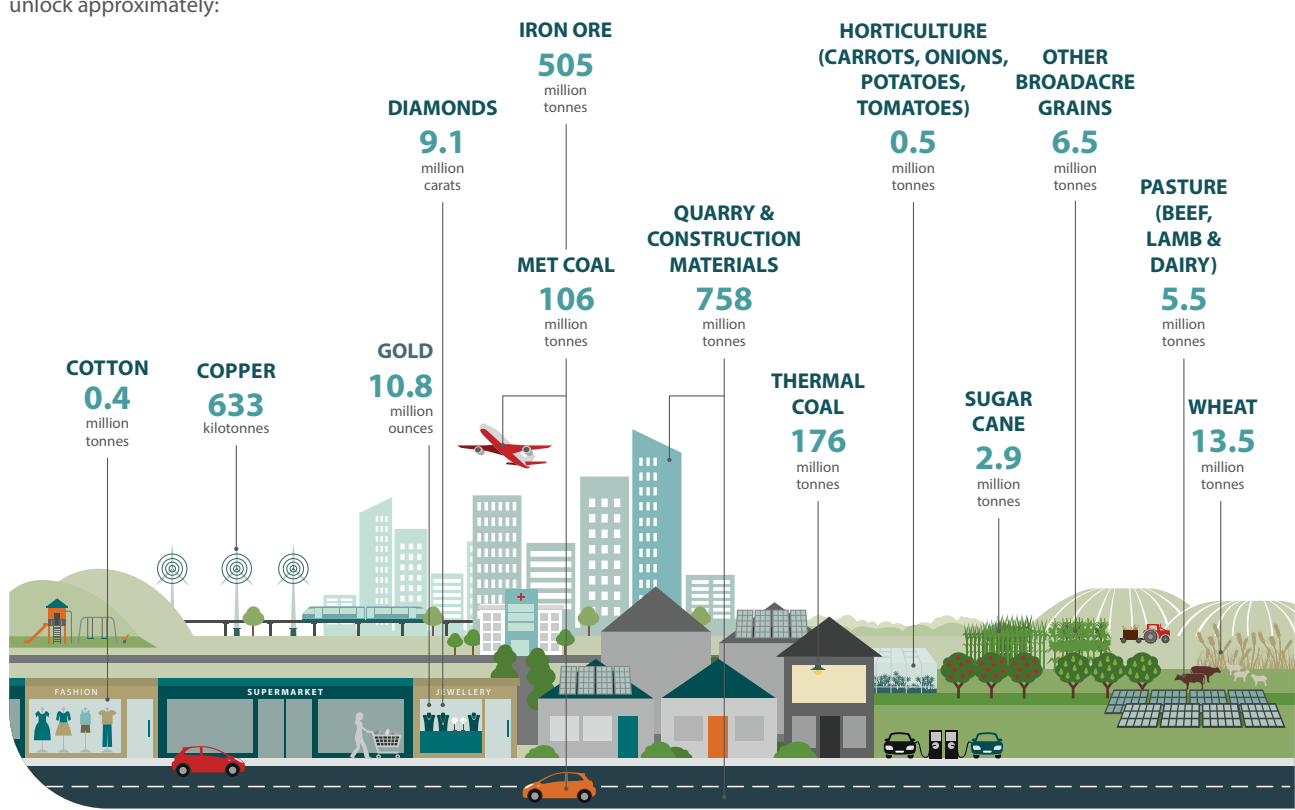 unlock approximately:
IRON ORE
505
million
tonnes
HORTICULTURE
(CARROTS, ONIONS,
POTATOES,
TOMATOES)
0.5
million
tonnes
OTHER
BROADACRE
GRAINS
6.5
million
tonnes
DIAMONDS
9.1
million
carats
PASTURE
(BEEF,
LAMB &
DAIRY)
5.5
million
tonnes
QUARRY &
CONSTRUCTION
MATERIALS
758
million
tonnes
MET COAL
106
million
tonnes
GOLD
10.8
million
ounces
COTTON
0.4
million
tonnes
COPPER
633
kilotonnes
THERMAL
COAL
176
million
tonnes
SUGAR
CANE
2.9
million
tonnes
WHEAT
13.5
million
tonnes
FASHION
SUPERMARKET
JEWELLERY